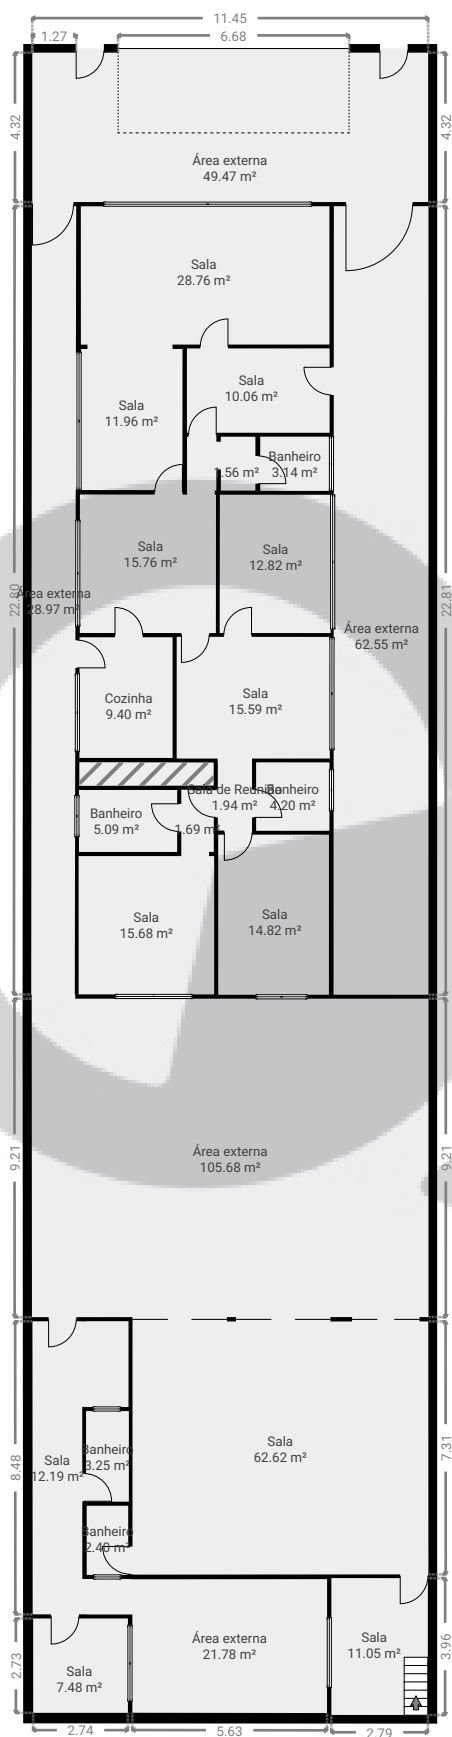 11.45
1.27
6.68
4.32
4.32
Área externa
49.47 m²
Sala
28.76 m²
Sala
10.06 m²
Sala
11.96 m²
1.56 m²
Banheiro
3.14 m²
Sala
15.76 m²
Sala
12.82 m²
22.80
22.81
Área externa
28.97 m²
Área externa
62.55 m²
Cozinha
9.40 m²
Sala
15.59 m²
Sala de Reunião
1.94 m²
Banheiro
4.20 m²
Banheiro
5.09 m²
1.69 m²
Sala
15.68 m²
Sala
14.82 m²
9.21
9.21
Área externa
105.68 m²
Sala
62.62 m²
Banheiro
3.25 m²
Sala
12.19 m²
8.48
7.31
Banheiro
2.40 m²
Área externa
21.78 m²
Sala
11.05 m²
Sala
7.48 m²
2.73
3.96
2.74
5.63
2.79